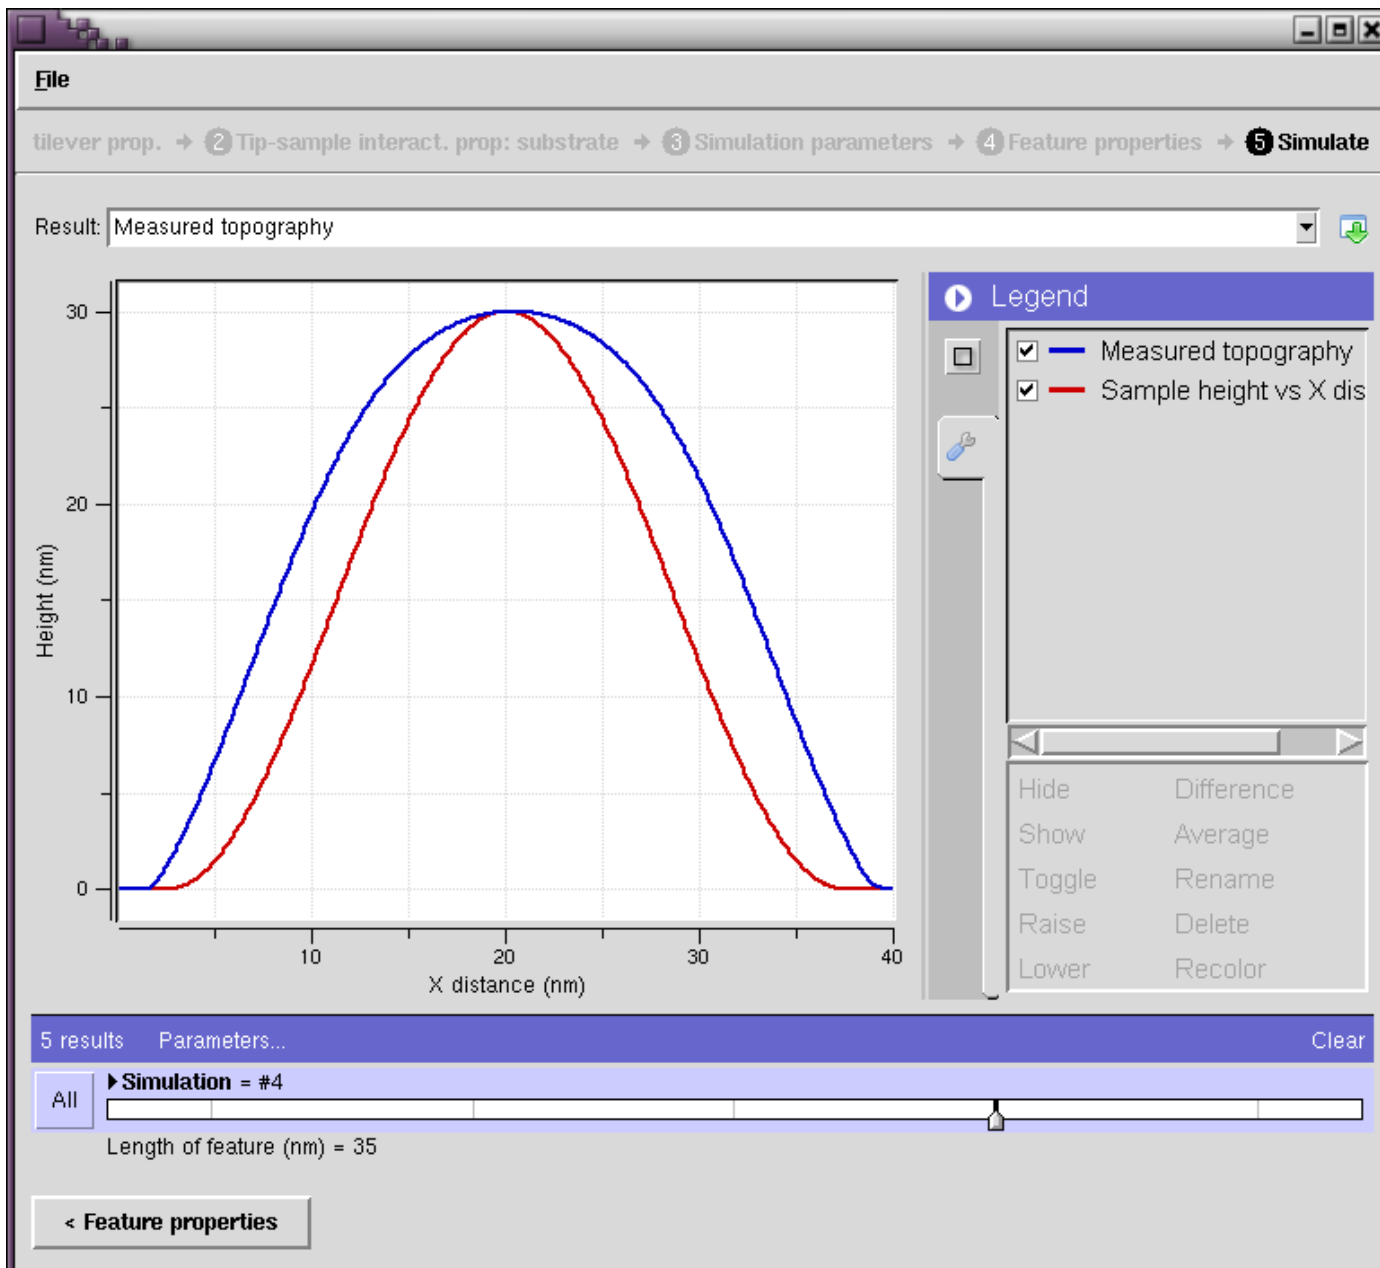 File
tilever prop. → 2 Tip-sample interact. prop: substrate → 3 Simulation parameters → 4 Feature properties → 5 Simulate
Result: Measured topography
Legend
Measured topography
Sample height vs X dis
30
20
10
0
Height (nm)
10 20 30 40
X distance (nm)
Hide Difference
Show Average
Toggle Rename
Raise Delete
Lower Recolor
5 results Parameters... Clear
All
Simulation = #4
Length of feature (nm) = 35
< Feature properties